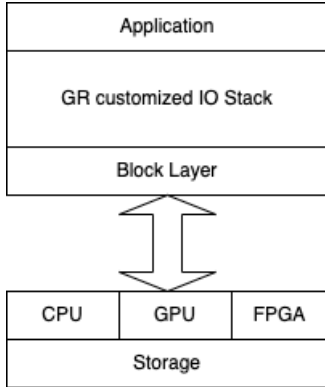 Application
GR customized IO Stack
Block Layer
CPU GPU FPGA
Storage